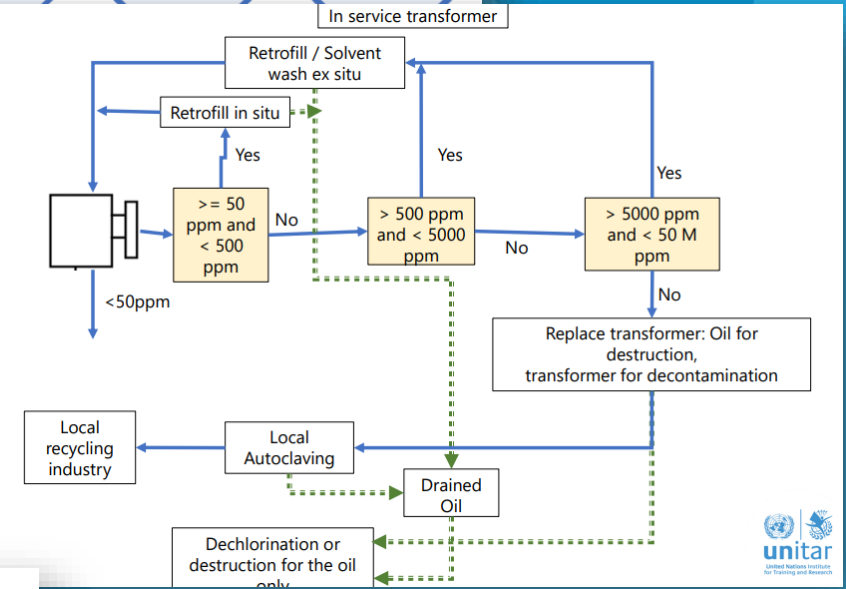 In service transformer
Retrofill / Solvent
wash ex situ
Retrofill in situ
Yes
Yes
Yes
>= 50
ppm and
< 500
ppm
No
> 500 ppm
and < 5000
ppm
No
> 5000 ppm
and < 50 M
ppm
No
<50ppm
Replace transformer: Oil for
destruction,
transformer for decontamination
Local
recycling
industry
Local
Autoclaving
Drained
Oil
Dechlorination or
destruction for the oil
only
unitar
United Nations Institute
for Training and Research